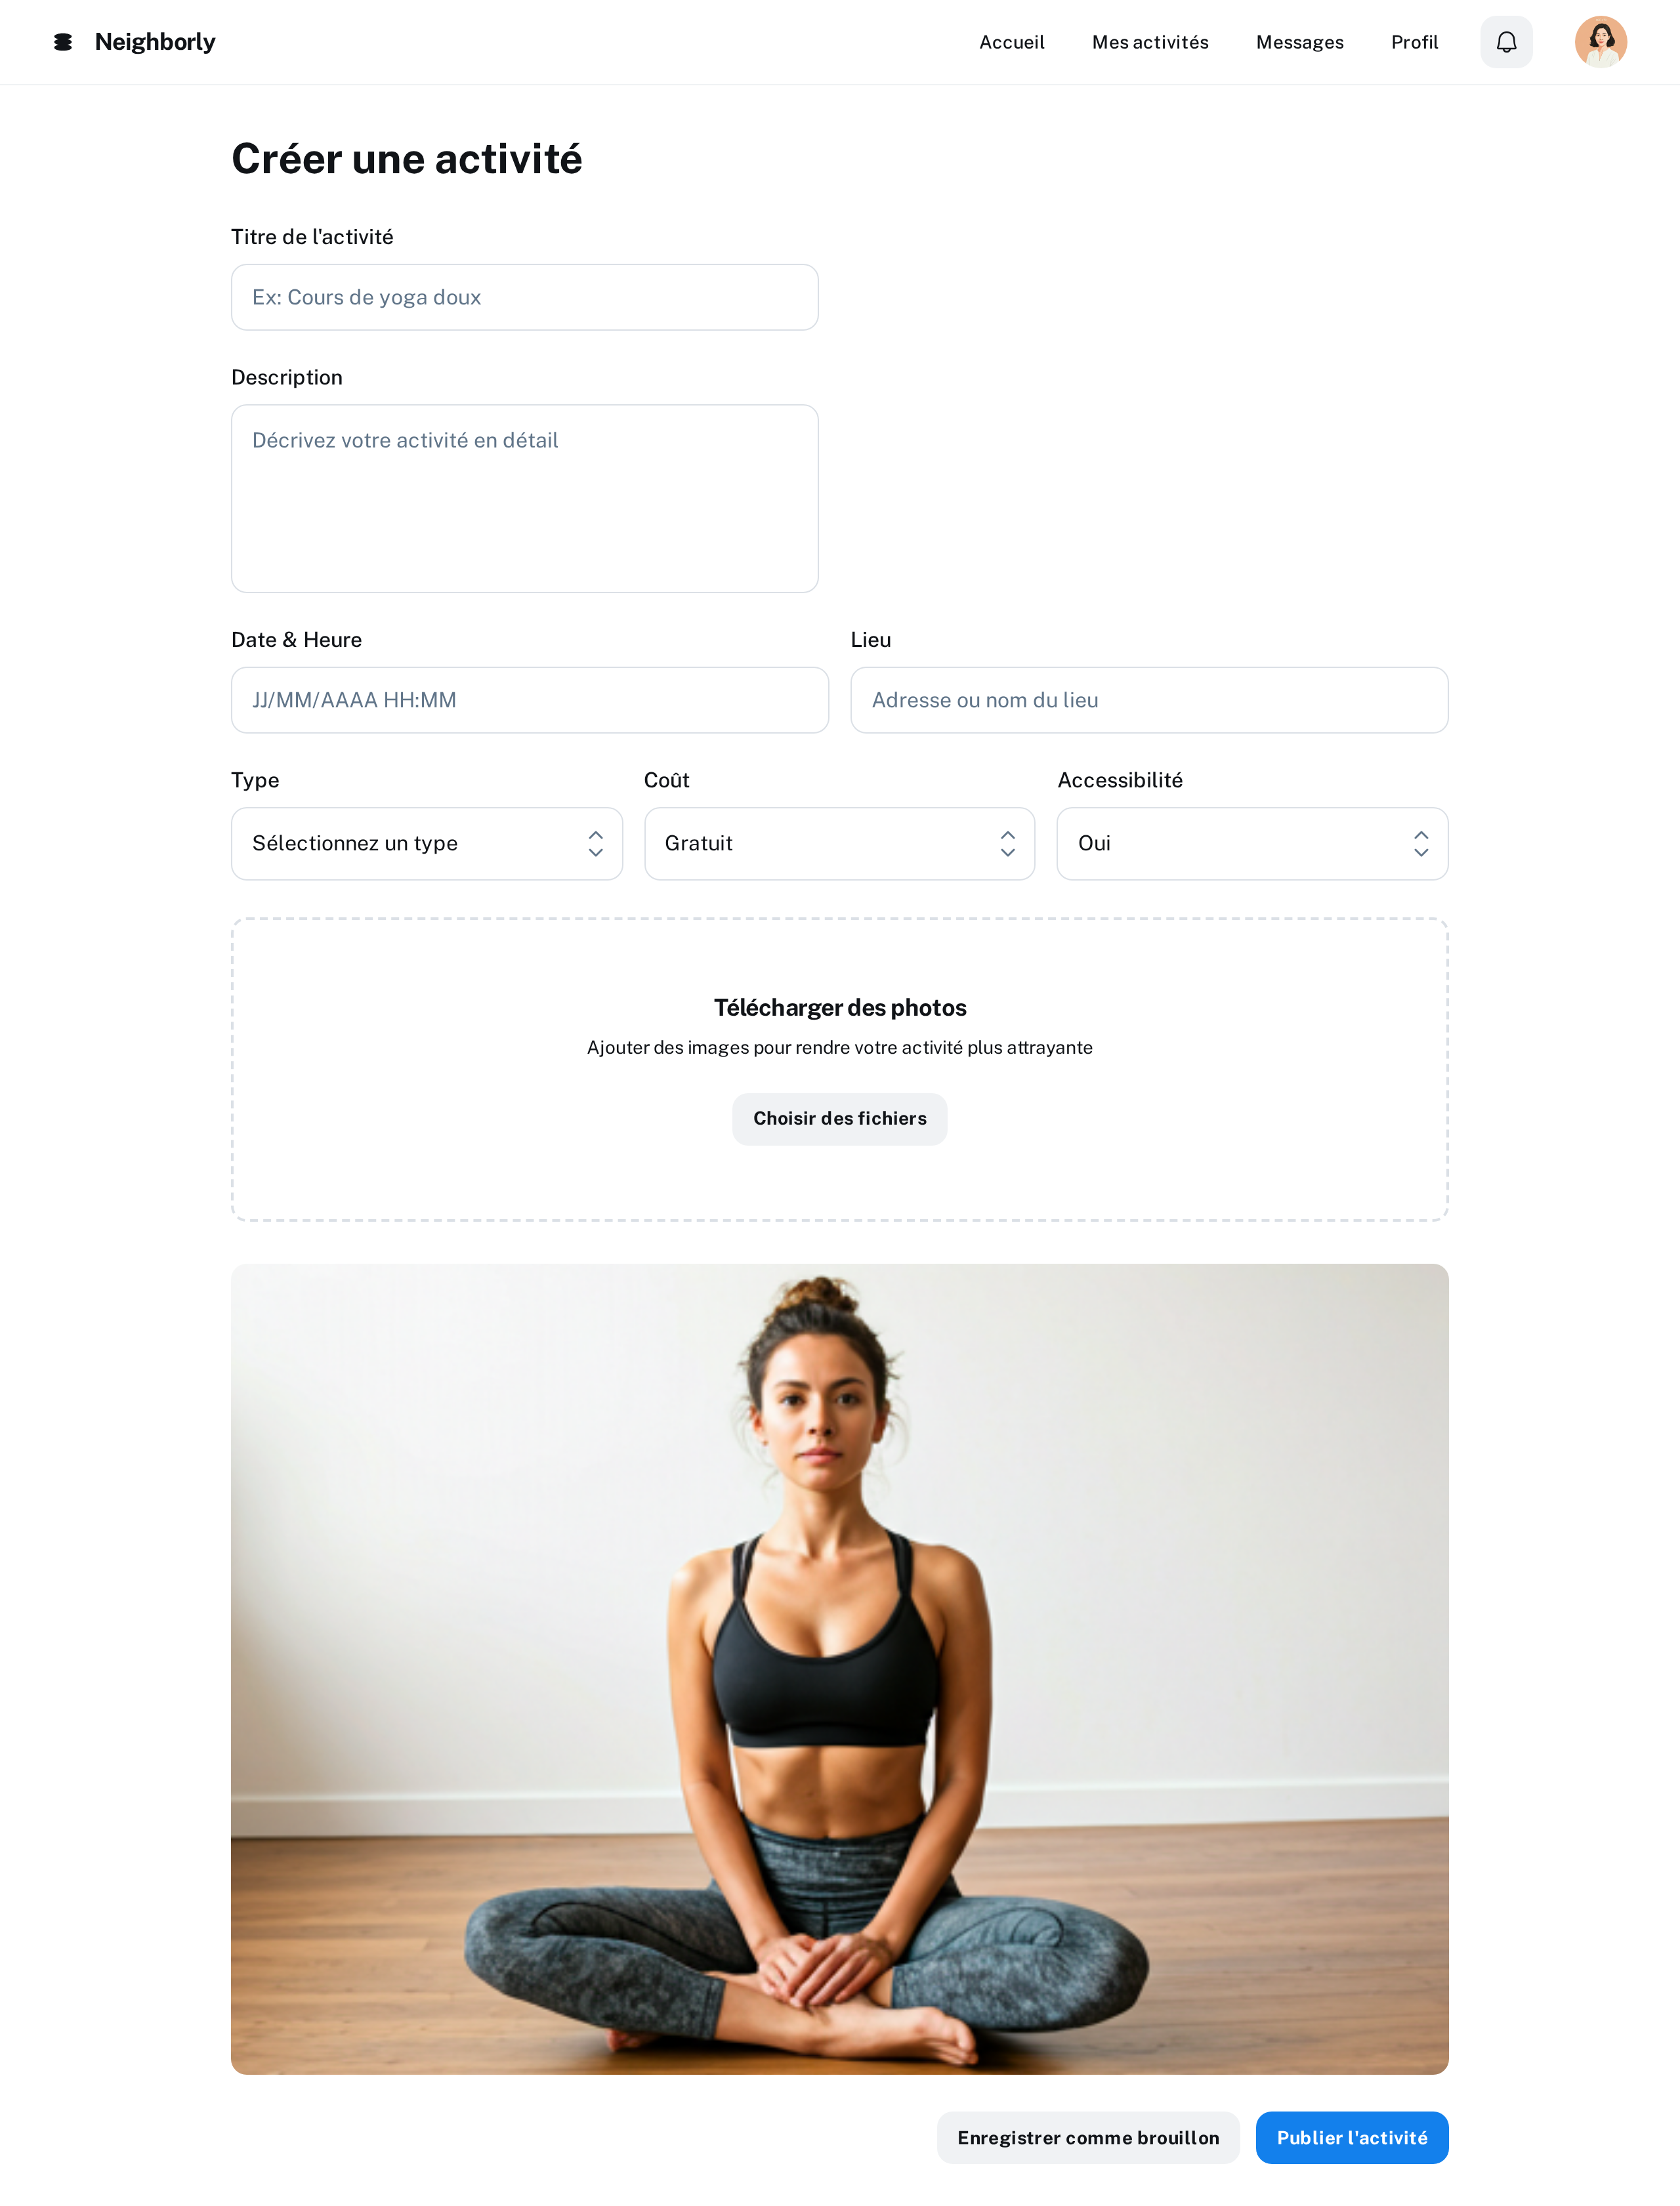 Neighborly
Accueil
Mes activités
Messages
Profil
Créer une activité
Titre de l'activité
Ex: Cours de yoga doux
Description
Décrivez votre activité en détail
Date & Heure
Lieu
JJ/MM/AAAA HH:MM
Adresse ou nom du lieu
Type
Coût
Accessibilité
Sélectionnez un type
Gratuit
Oui
Télécharger des photos
Ajouter des images pour rendre votre activité plus attrayante
Choisir des fichiers
Enregistrer comme brouillon
Publier l'activité